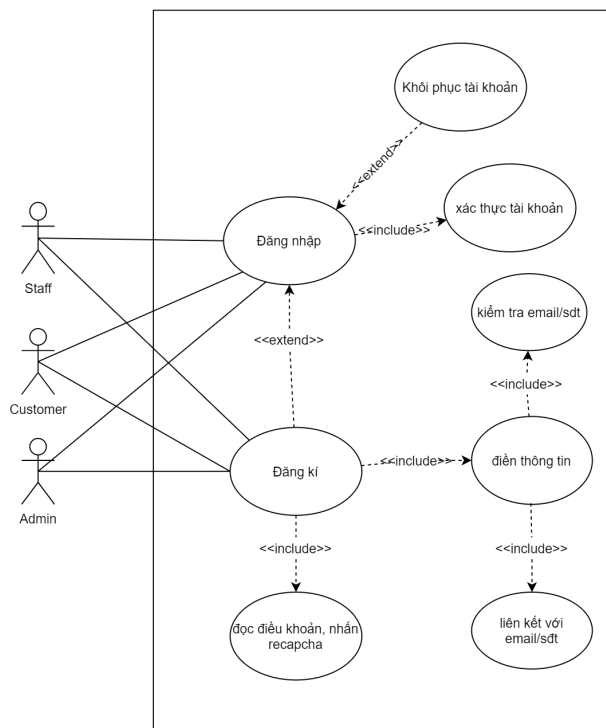 Khôi phục tài khoản
<<extend>>
xác thực tài khoản
Đăng nhập
<<include>>
Staff
kiểm tra email/sdt
<<extend>>
<<include>>
Customer
Đăng kí
<<include>>
điền thông tin
Admin
<<include>>
<<include>>
đọc điều khoản, nhấn
recapcha
liên kết với
email/sđt